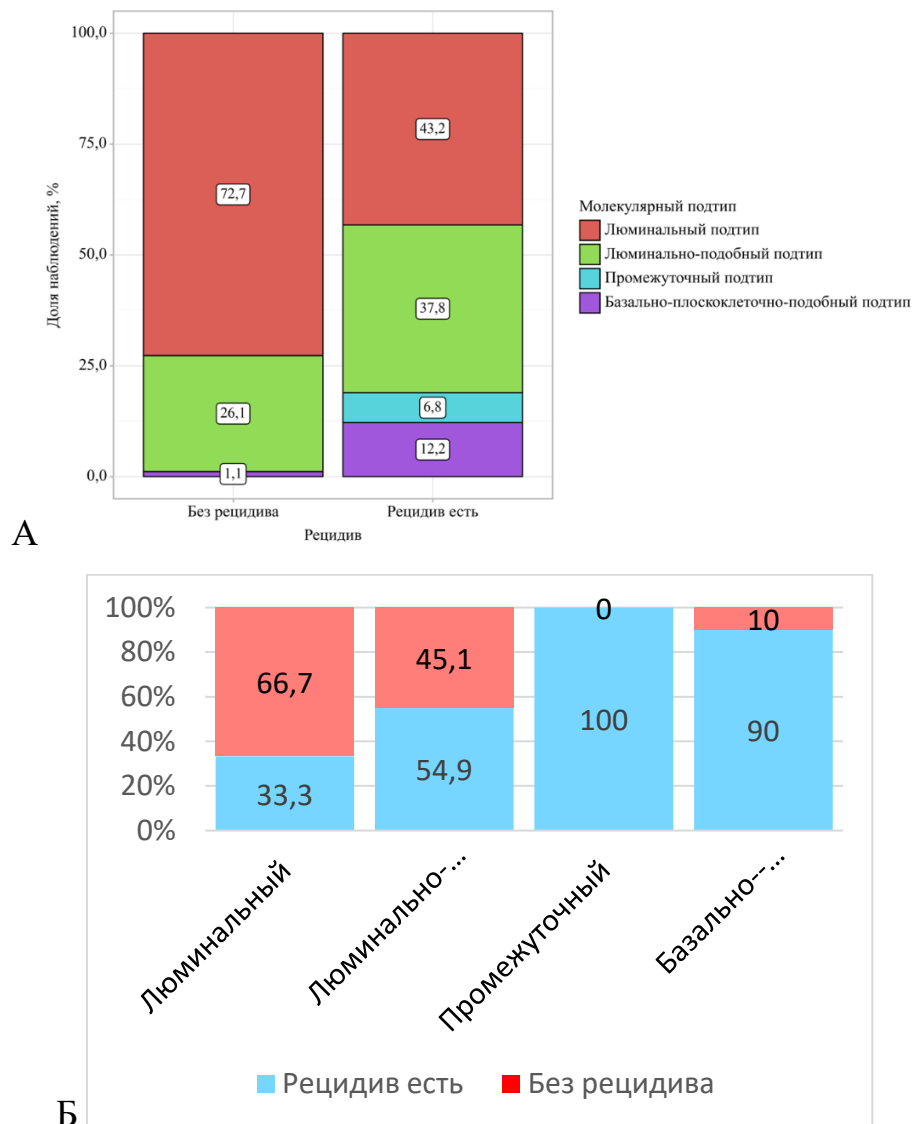 100,0
75,0
50,0
25,0
0,0
Доля наблюдений, %
72,7
26,1
1,1
43,2
37,8
6,8
12,2
Без рецидива
Рецидив есть
Рецидив
Молекулярный подтип
Люминальный подтип
Люминально-подобный подтип
Промежуточный подтип
Базально-плоскоклеточно-подобный подтип
А
100%
80%
60%
40%
20%
0%
66,7
33,3
45,1
54,9
0
100
10
90
Люминальный
Люминально-...
Промежуточный
Базально--...
Рецидив есть
Без рецидива
Б